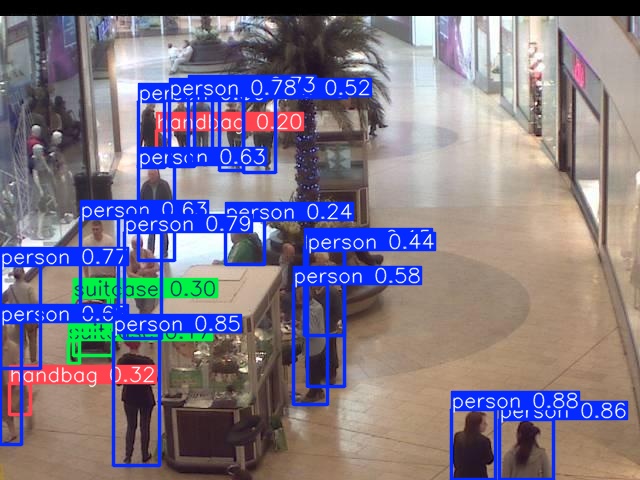 person 0.78
0.52
handbag 0.20
person 0.63
person 0.63
person 0.79
person 0.24
person 0.44
person 0.77
person 0.58
suitcase 0.30
person 0.85
handbag 0.32
person 0.88
person 0.86